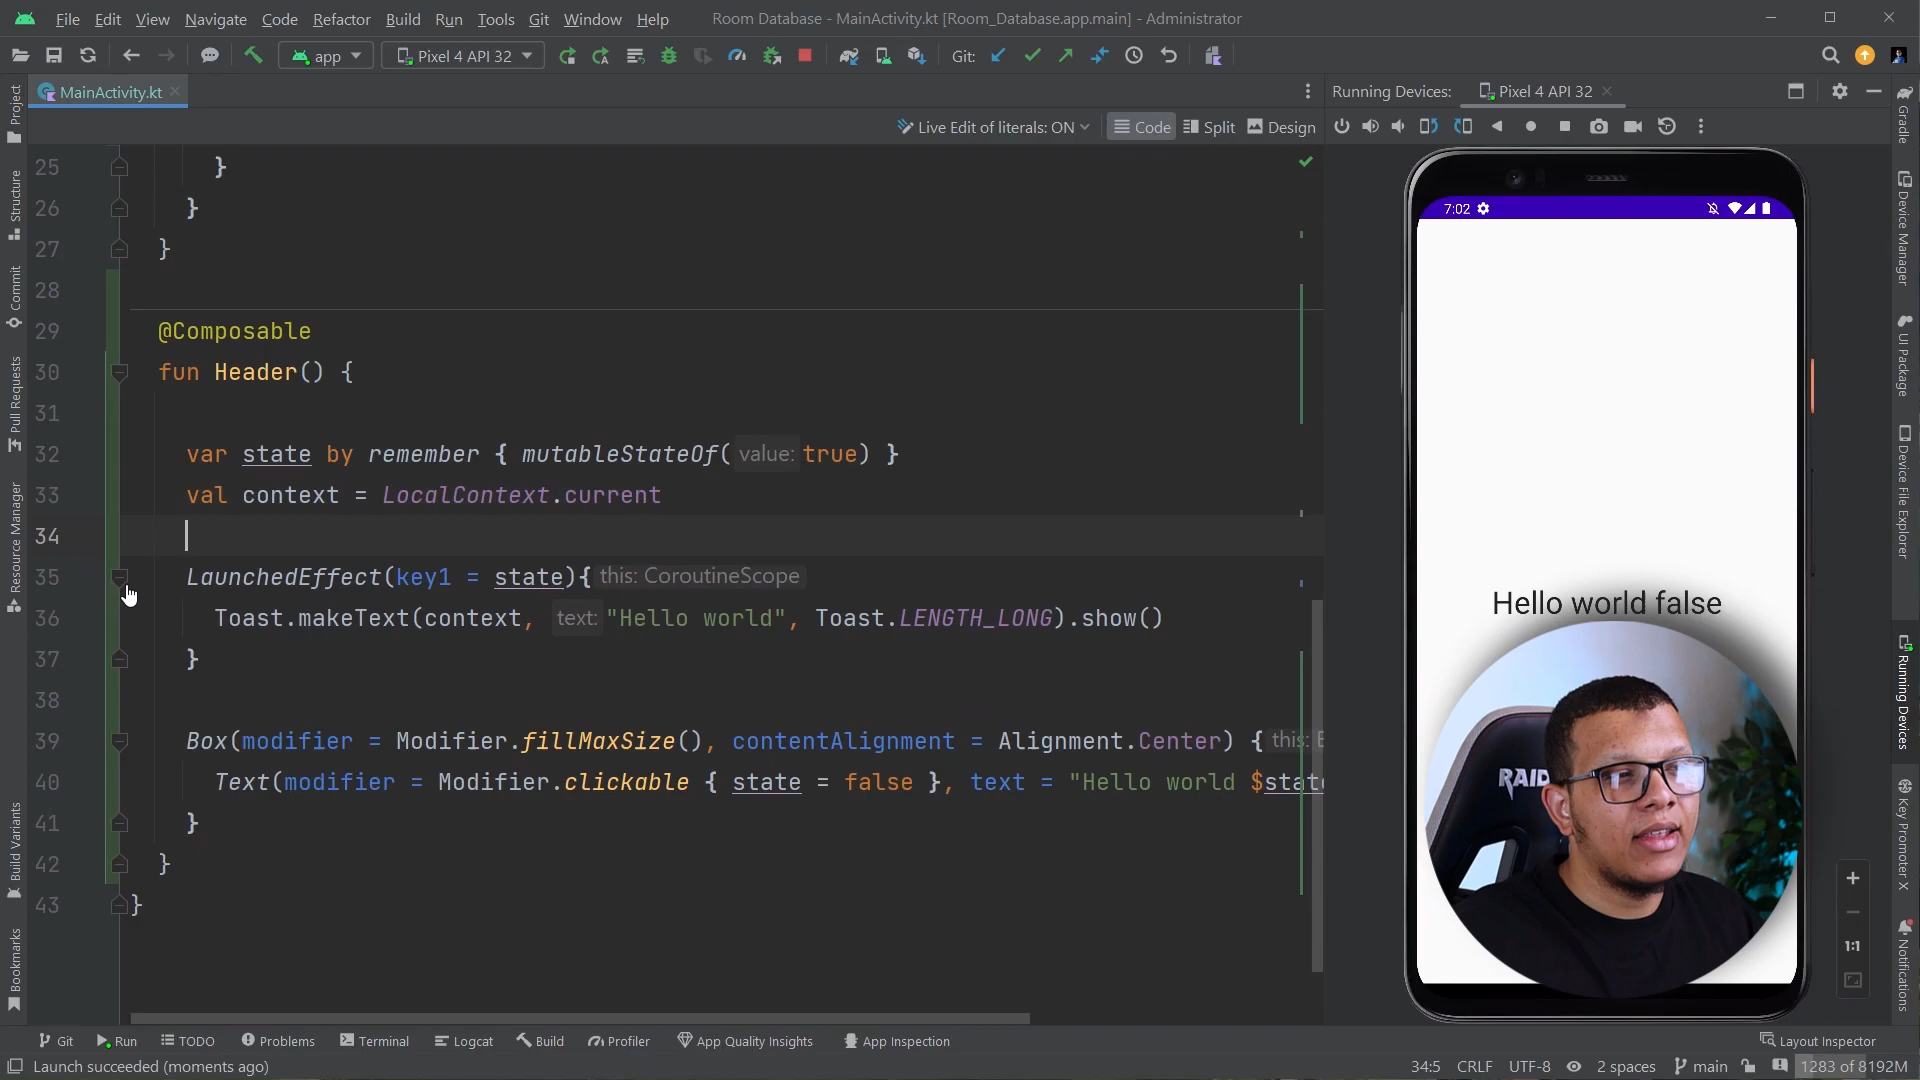 File Edit View Navigate Code Refactor Build Run Tools Git Window Help Room Database - MainActivity.kt [Room_Database.app.main] - Administrator
app Pixel 4 API 32 Git:
MainActivity.kt Running Devices: Pixel 4 API 32
Live Edit of literals: ON Code Split Design
25 }
26 }
27 }
28
29 @Composable
30 fun Header() {
31
32 var state by remember { mutableStateOf( value: true) }
33 val context = LocalContext.current
34
35 LaunchedEffect(key1 = state){ this: CoroutineScope
36 Toast.makeText(context, text: "Hello world", Toast.LENGTH_LONG).show()
37 }
38
39 Box(modifier = Modifier.fillMaxSize(), contentAlignment = Alignment.Center) { this: B
40 Text(modifier = Modifier.clickable { state = false }, text = "Hello world $state
41 }
42 }
43 }
Project
Structure
Commit
Pull Requests
Resource Manager
Build Variants
Bookmarks
7:02
Hello world false
RAID
1:1
Gradle
Device Manager
UI Package
Device File Explorer
Running Devices
Key Promoter X
Notifications
Git Run TODO Problems Terminal Logcat Build Profiler App Quality Insights App Inspection Layout Inspector
Launch succeeded (moments ago) 34:5 CRLF UTF-8 2 spaces main 1283 of 8192M